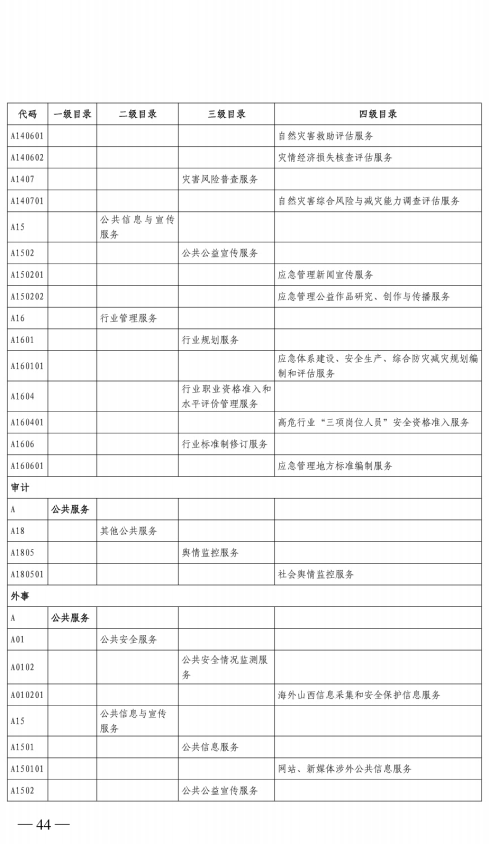 代码 一级目录 二级目录 三级目录 四级目录
A140601 自然灾害救助评估服务
A140602 灾情经济损失核查评估服务
A1407 灾害风险普查服务
A140701 自然灾害综合风险与减灾能力调查评估服务
A15 公共信息与宣传
服务
A1502 公共公益宣传服务
A150201 应急管理新闻宣传服务
A150202 应急管理公益作品研究、创作与传播服务
A16 行业管理服务
A1601 行业规划服务
A160101 应急体系建设、安全生产、综合防灾减灾规划编
制和评估服务
A1604 行业职业资格准入和
水平评价管理服务
A160401 高危行业“三项岗位人员”安全资格准入服务
A1606 行业标准制修订服务
A160601 应急管理地方标准编制服务
审计
A 公共服务
A18 其他公共服务
A1805 舆情监控服务
A180501 社会舆情监控服务
外事
A 公共服务
A01 公共安全服务
A0102 公共安全情况监测服
务
A010201 海外山西信息采集和安全保护信息服务
A15 公共信息与宣传
服务
A1501 公共信息服务
A150101 网站、新媒体涉外公共信息服务
A1502 公共公益宣传服务
— 44 —